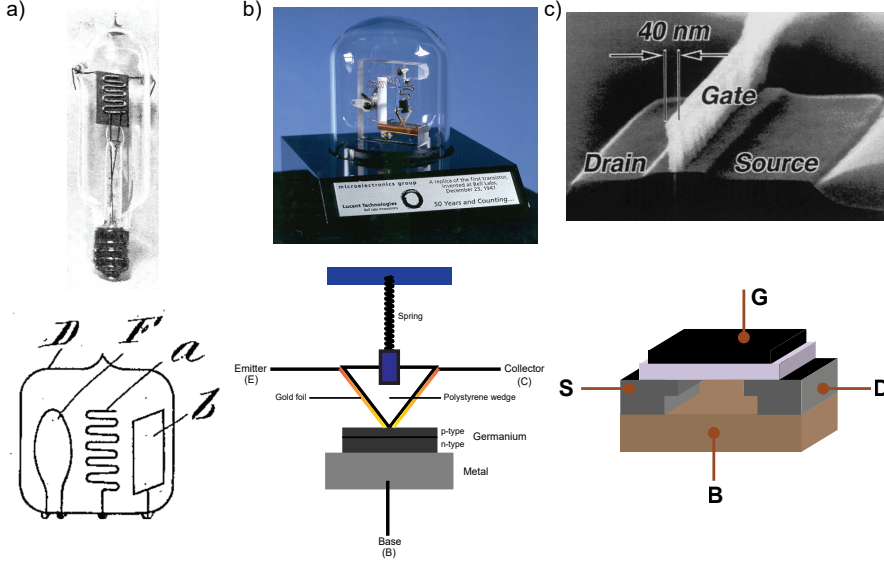 a)
b)
c)
microelectronics group
Lucent Technologies
Bell Labs Innovations
A replica of the first transistor,
invented at Bell Labs,
December 23, 1947
50 Years and Counting...
40 nm
Gate
Drain
Source
D
F
a
b
Spring
Emitter
(E)
Collector
(C)
Gold foil
Polystyrene wedge
p-type
n-type
Germanium
Metal
Base
(B)
G
S
D
B